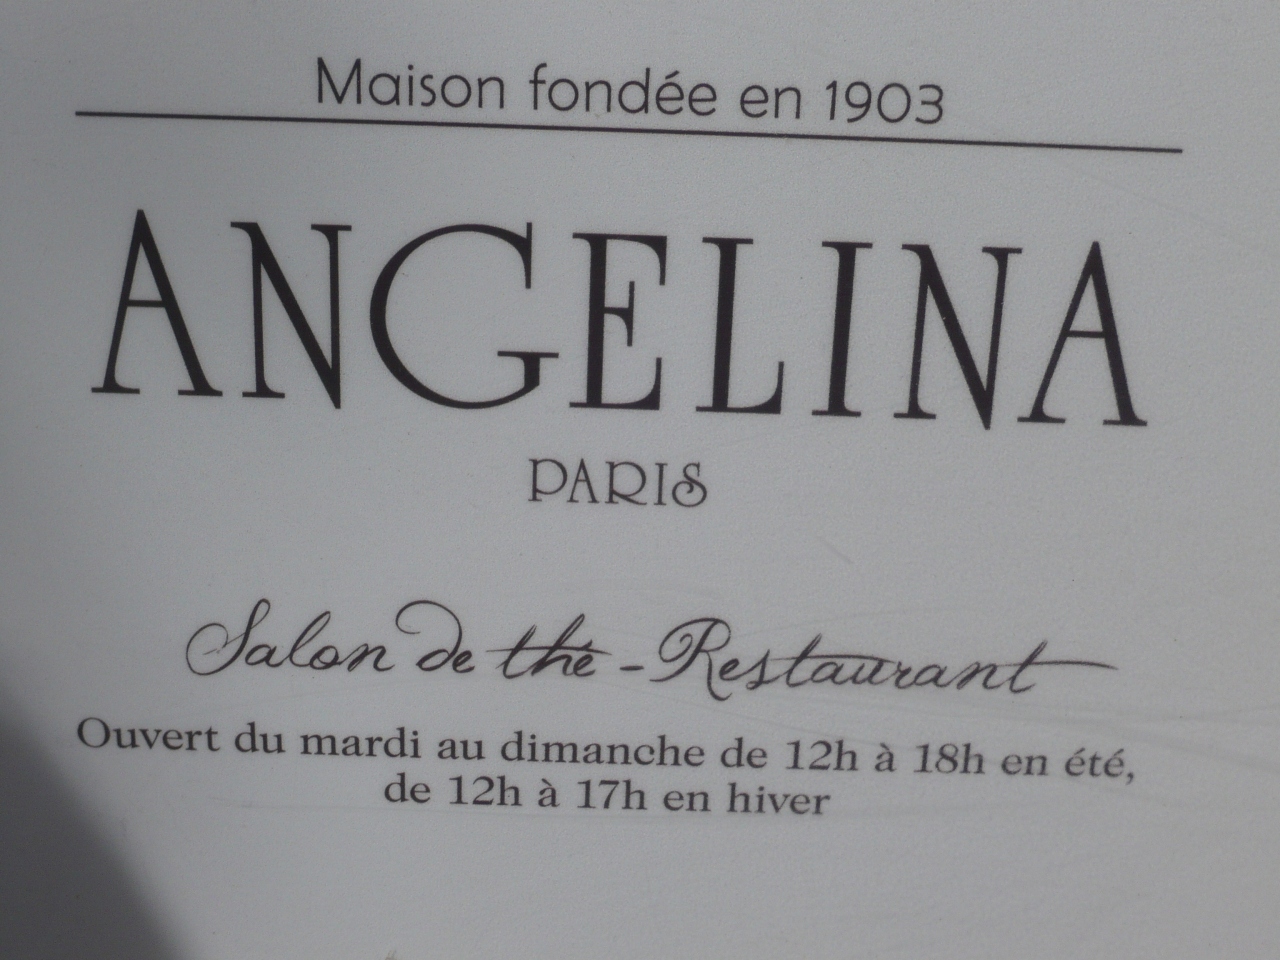 Maison fondée en 1903
ANGELINA
PARIS
Salon de thé - Restaurant
Ouvert du mardi au dimanche de 12h à 18h en été,
de 12h à 17h en hiver